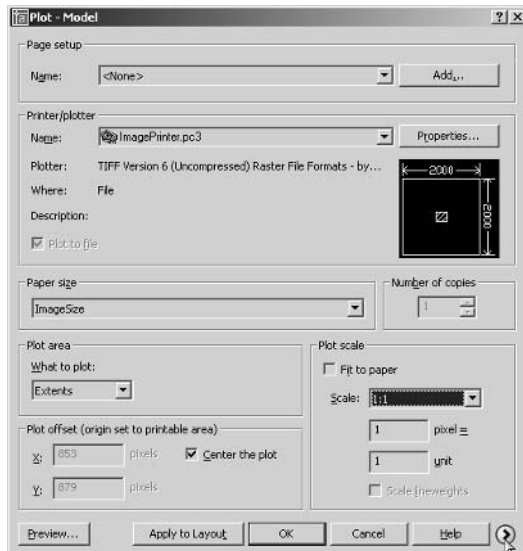 Plot - Model
Page setup
Name: <None> Add...
Printer/plotter
Name: ImagePrinter.pc3 Properties...
Plotter: TIFF Version 6 (Uncompressed) Raster File Formats - by...
Where: File
Description:
Plot to file
2000
2000
Paper size
ImageSize
Number of copies
1
Plot area
What to plot:
Extents
Plot scale
Fit to paper
Scale: 1:1
1 pixel =
1 unit
Scale lineweights
Plot offset (origin set to printable area)
X: 853 pixels Center the plot
Y: 879 pixels
Preview... Apply to Layout OK Cancel Help